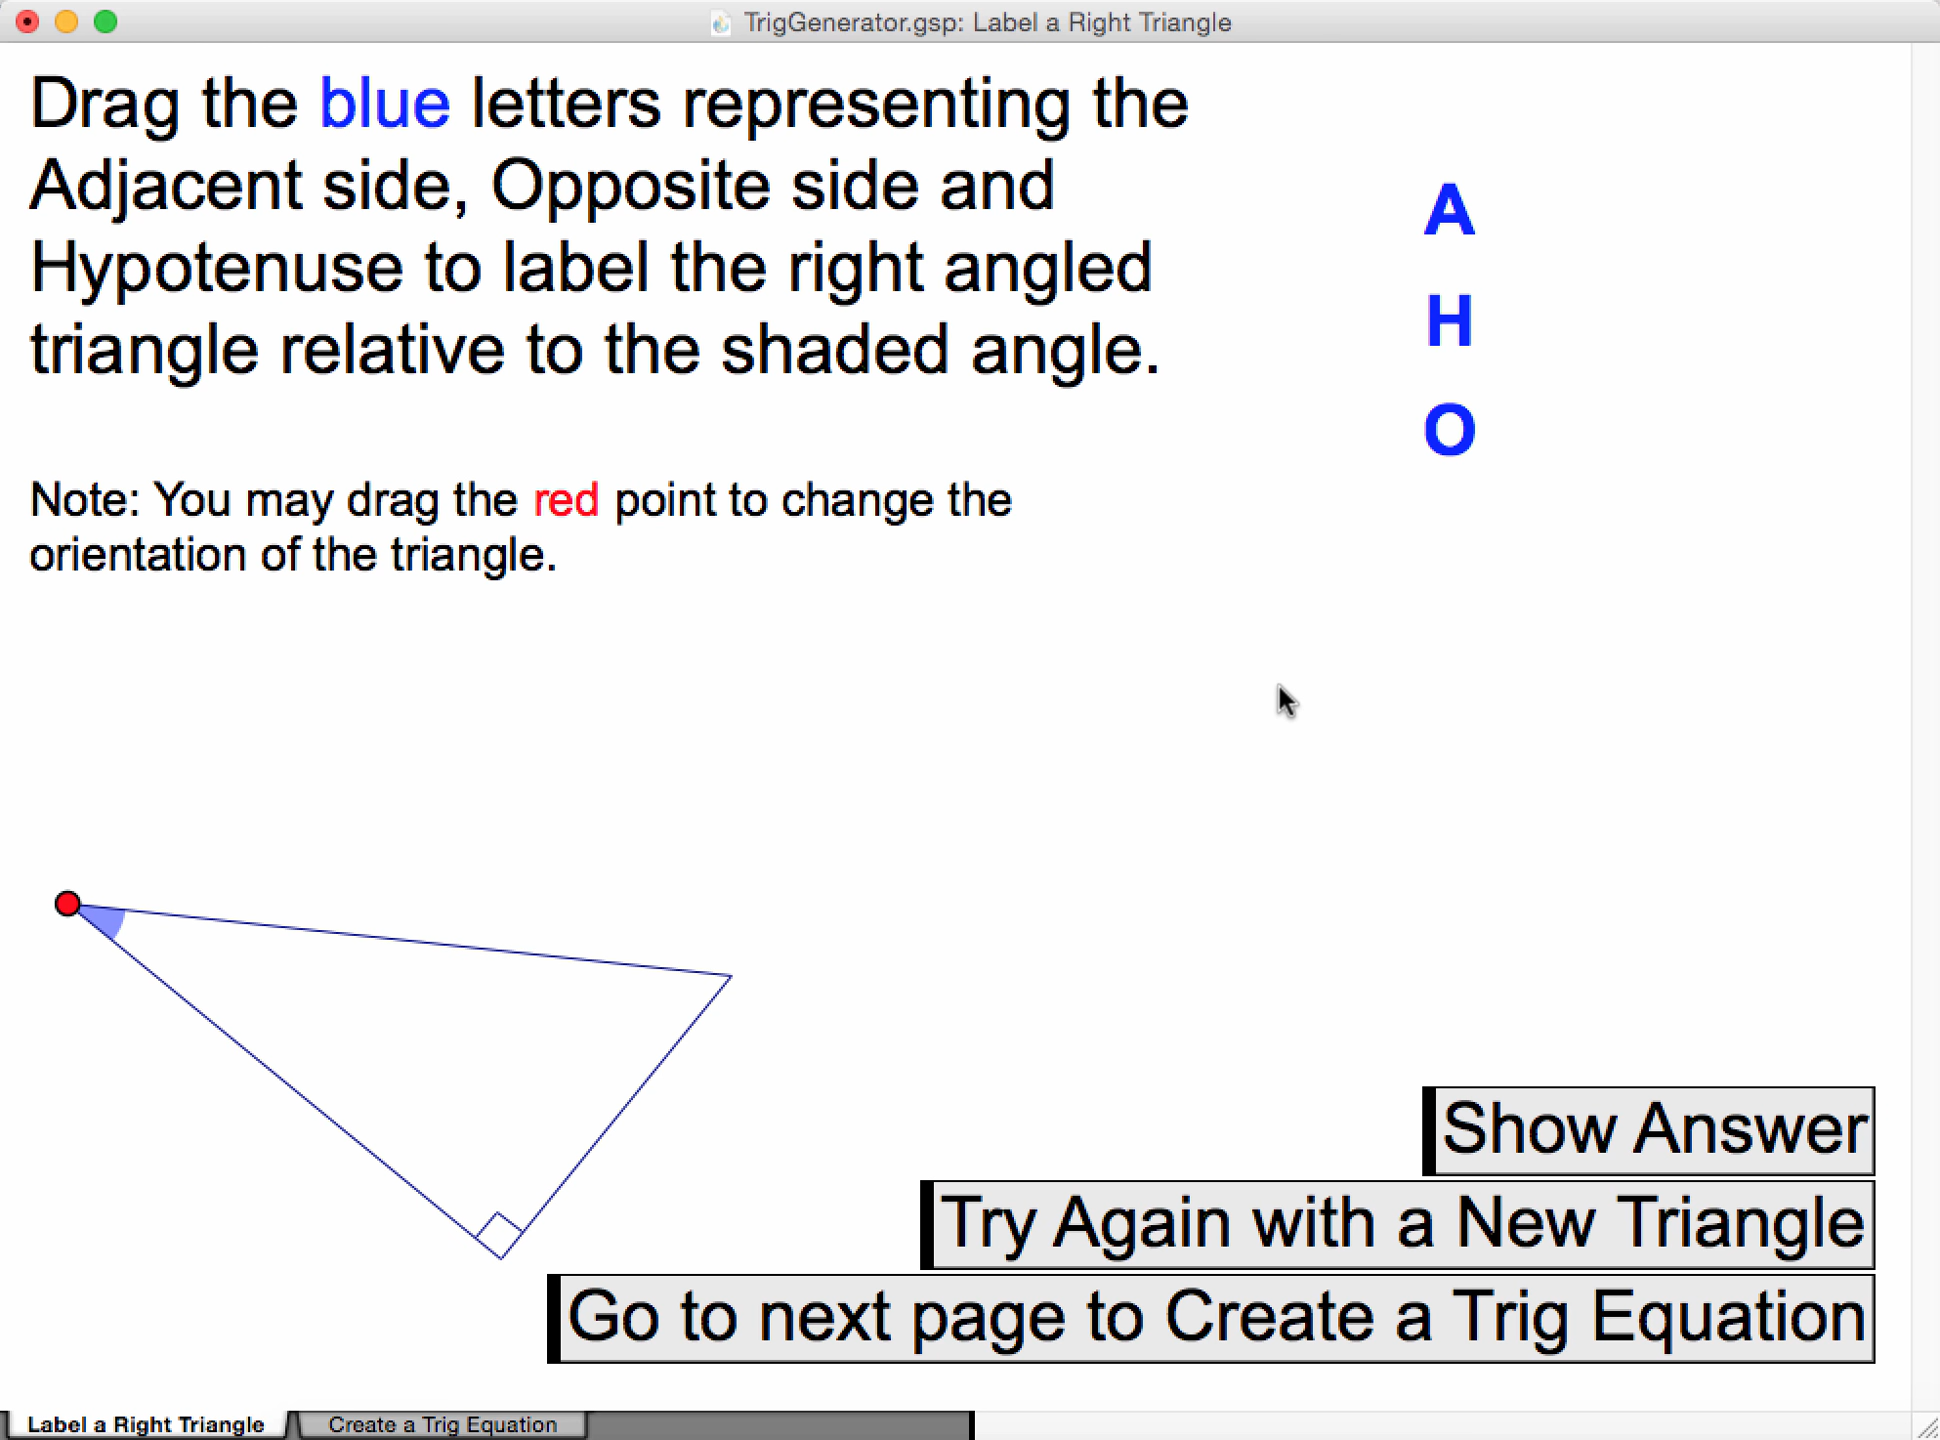 TrigGenerator.gsp: Label a Right Triangle
Drag the blue letters representing the
Adjacent side, Opposite side and
Hypotenuse to label the right angled
triangle relative to the shaded angle.
A
H
O
Note: You may drag the red point to change the
orientation of the triangle.
Show Answer
Try Again with a New Triangle
Go to next page to Create a Trig Equation
Label a Right Triangle
Create a Trig Equation